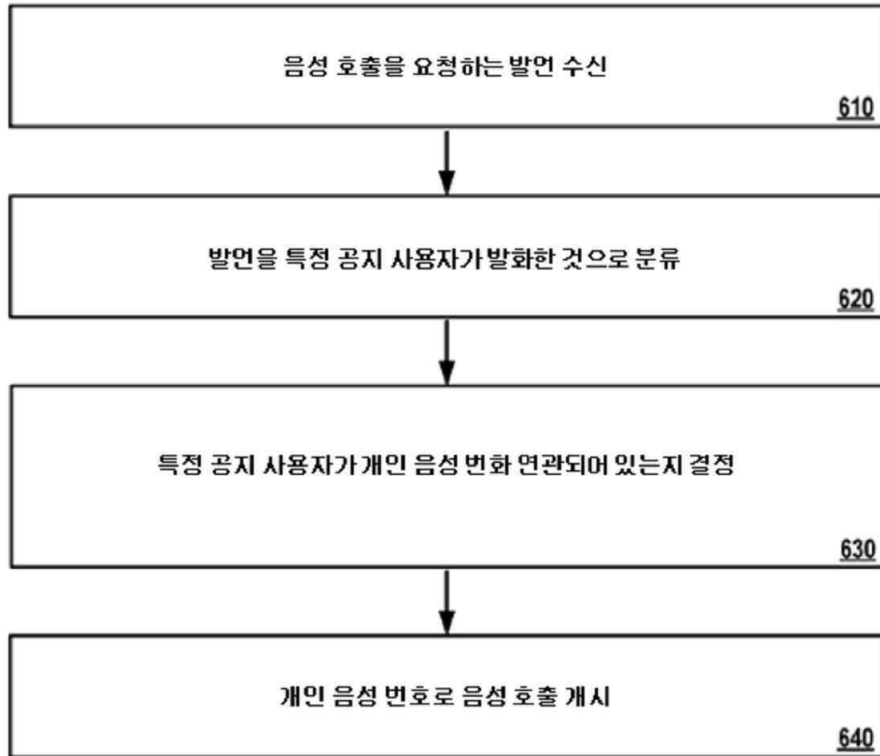 음성 호출을 요청하는 발언 수신
610
발언을 특정 공지 사용자가 발화한 것으로 분류
620
특정 공지 사용자가 개인 음성 번화 연관되어 있는지 결정
630
개인 음성 번호로 음성 호출 개시
640